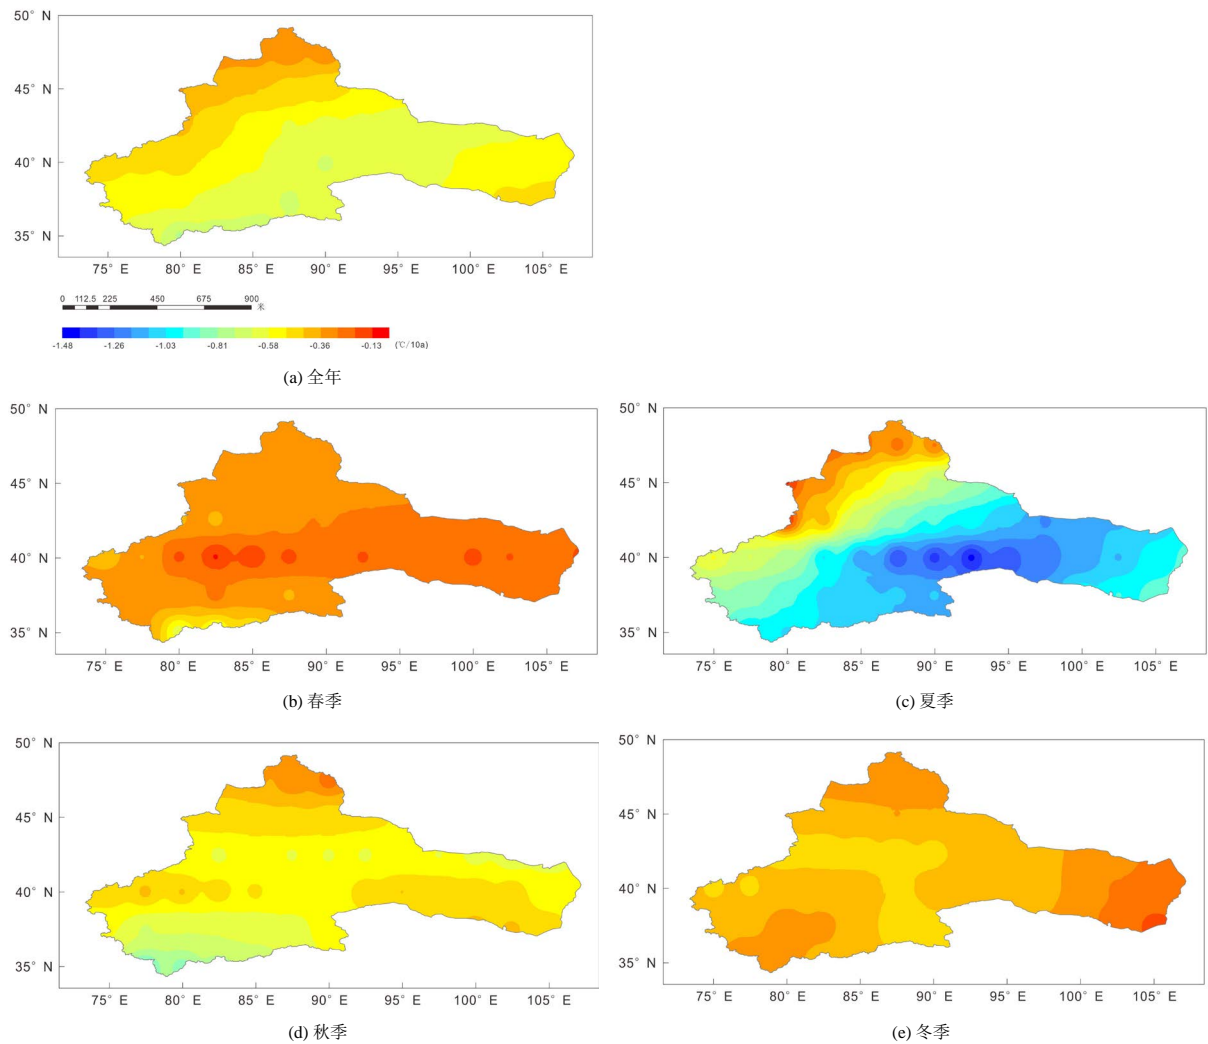 50° N
45° N
40° N
35° N
75° E 80° E 85° E 90° E 95° E 100° E 105° E
0 112.5 225 450 675 900
米
-1.48 -1.26 -1.03 -0.81 -0.58 -0.36 -0.13 (℃/10a)
(a) 全年
50° N
45° N
40° N
35° N
75° E 80° E 85° E 90° E 95° E 100° E 105° E
(b) 春季
50° N
45° N
40° N
35° N
75° E 80° E 85° E 90° E 95° E 100° E 105° E
(c) 夏季
50° N
45° N
40° N
35° N
75° E 80° E 85° E 90° E 95° E 100° E 105° E
(d) 秋季
50° N
45° N
40° N
35° N
75° E 80° E 85° E 90° E 95° E 100° E 105° E
(e) 冬季